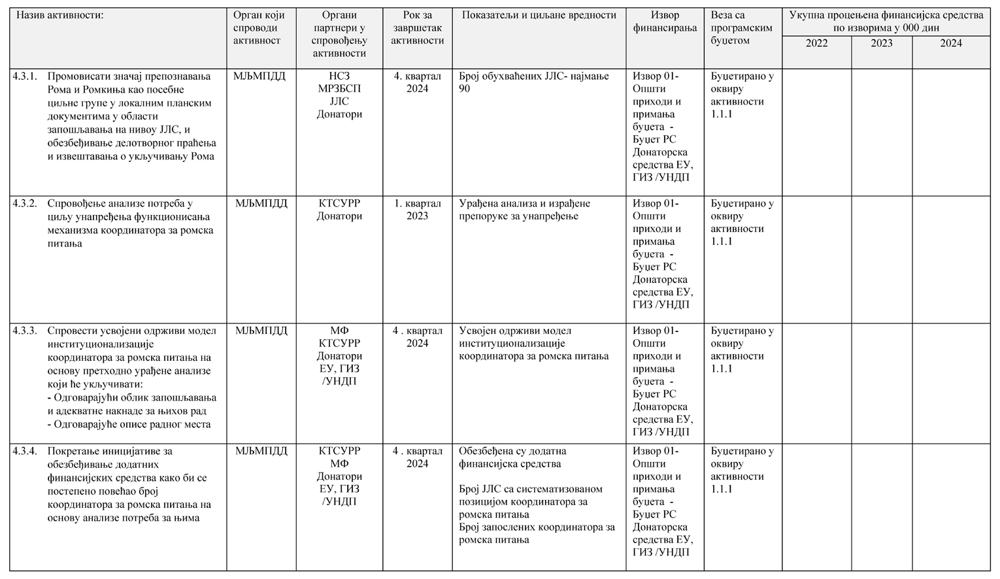 Назив активности:
Орган који
спроводи
активност
Органи
партнери у
спровођењу
активности
Рок за
завршетак
активности
Показатељи и циљане вредности
Извор
финансирања
Веза са
програмским
буџетом
Укупна процењена финансијска средства
по изворима у 000 дин
2022
2023
2024
4.3.1. Промовисати значај препознавања
Рома и Ромкиња као посебне
циљне групе у локалним планским
документима у области
запошљавања на нивоу ЈЛС, и
обезбеђивање делотворног праћења
и извештавања о укључивању Рома
МЉМПДД
НСЗ
МРЗБСП
ЈЛС
Донатори
4. квартал
2024
Број обухваћених ЈЛС- најмање
90
Извор 01-
Општи
приходи и
примања
буџета -
Буџет РС
Донаторска
средства ЕУ,
ГИЗ /УНДП
Буџетирано у
оквиру
активности
1.1.1
4.3.2. Спровођење анализе потреба у
циљу унапређења функционисања
механизма координатора за ромска
питања
МЉМПДД
КТСУРР
Донатори
1. квартал
2023
Урађена анализа и израђене
препоруке за унапређење
Извор 01-
Општи
приходи и
примања
буџета -
Буџет РС
Донаторска
средства ЕУ,
ГИЗ /УНДП
Буџетирано у
оквиру
активности
1.1.1
4.3.3. Спровести усвојени одрживи модел
институционализације
координатора за ромска питања на
основу претходно урађене анализе
који ће укључивати:
- Одговарајући облик запошљавања
и адекватне накнаде за њихов рад
- Одговарајуће описе радног места
МЉМПДД
МФ
КТСУРР
Донатори
ЕУ, ГИЗ
/УНДП
4 . квартал
2024
Усвојен одрживи модел
институционализације
координатора за ромска питања
Извор 01-
Општи
приходи и
примања
буџета -
Буџет РС
Донаторска
средства ЕУ,
ГИЗ /УНДП
Буџетирано у
оквиру
активности
1.1.1
4.3.4. Покретање иницијативе за
обезбеђивање додатних
финансијских средства како би се
постепено повећао број
координатора за ромска питања на
основу анализе потреба за њима
МЉМПДД
КТСУРР
МФ
Донатори
ЕУ, ГИЗ
/УНДП
4 . квартал
2024
Обезбеђена су додатна
финансијска средства
Број ЈЛС са систематизованом
позицијом координатора за
ромска питања
Број запослених координатора за
ромска питања
Извор 01-
Општи
приходи и
примања
буџета -
Буџет РС
Донаторска
средства ЕУ,
ГИЗ /УНДП
Буџетирано у
оквиру
активности
1.1.1